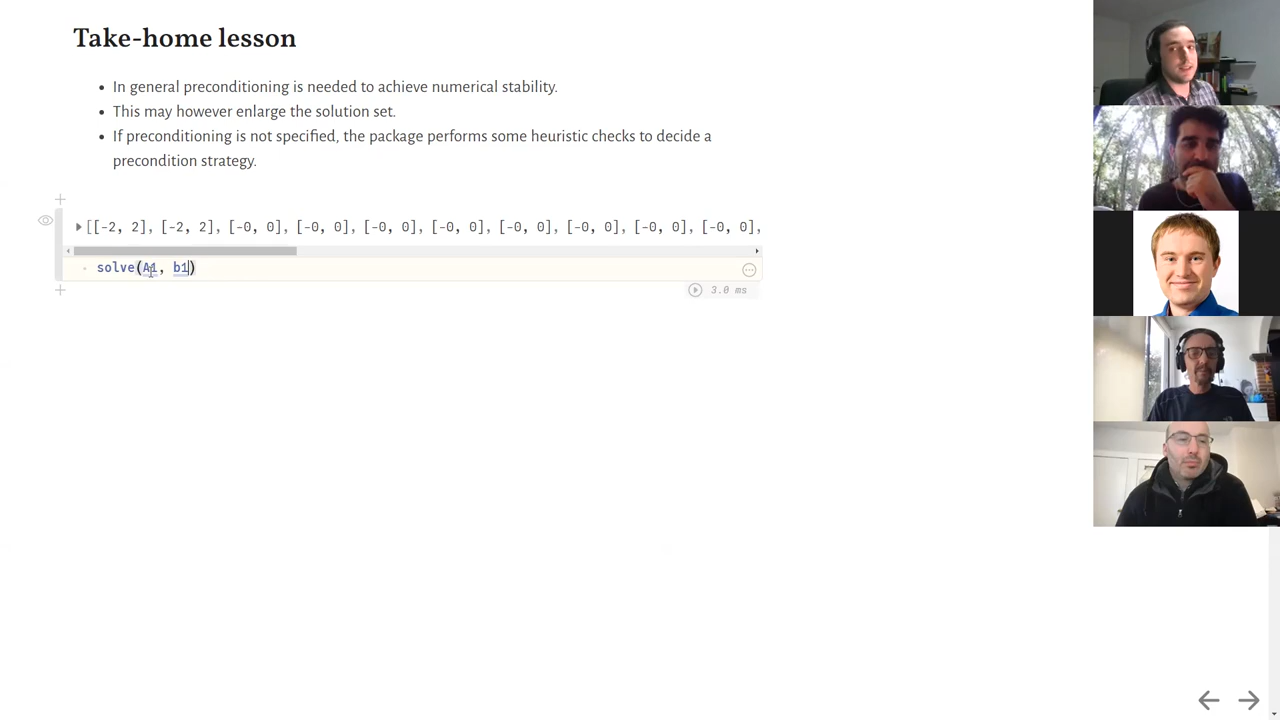 Take-home lesson
• In general preconditioning is needed to achieve numerical stability.
• This may however enlarge the solution set.
• If preconditioning is not specified, the package performs some heuristic checks to decide a
precondition strategy.
[[-2, 2], [-2, 2], [-0, 0], [-0, 0], [-0, 0], [-0, 0], [-0, 0], [-0, 0], [-0, 0], [-0, 0],
solve(A1, b1)
3.0 ms